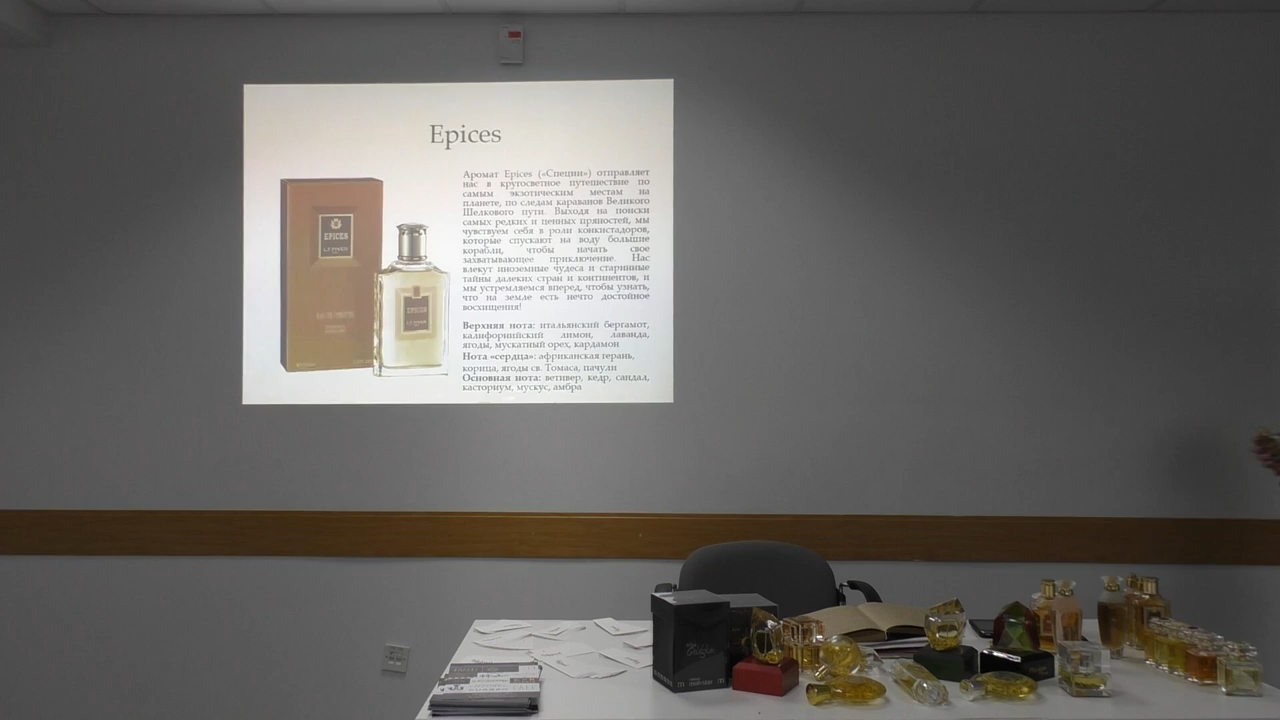 Epices
Аромат Epices («Специи») отправляет
нас в кругосветное путешествие по
самым экзотическим местам на
планете, по следам караванов Великого
Шелкового пути. Выходя на поиски
самых редких и ценных пряностей, мы
чувствуем себя в роли конкистадоров,
которые спускают на воду большие
корабли, чтобы начать свое
захватывающее приключение. Нас
влекут иноземные чудеса и старинные
тайны далеких стран и континентов, и
мы устремляемся вперед, чтобы узнать,
что на земле есть нечто достойное
восхищения!
Верхняя нота: итальянский бергамот,
калифорнийский лимон, лаванда,
ягоды, мускатный орех, кардамон
Нота «сердца»: африканская герань,
корица, ягоды св. Томаса, пачули
Основная нота: ветивер, кедр, сандал,
касториум, мускус, амбра
EPICES
EPICES